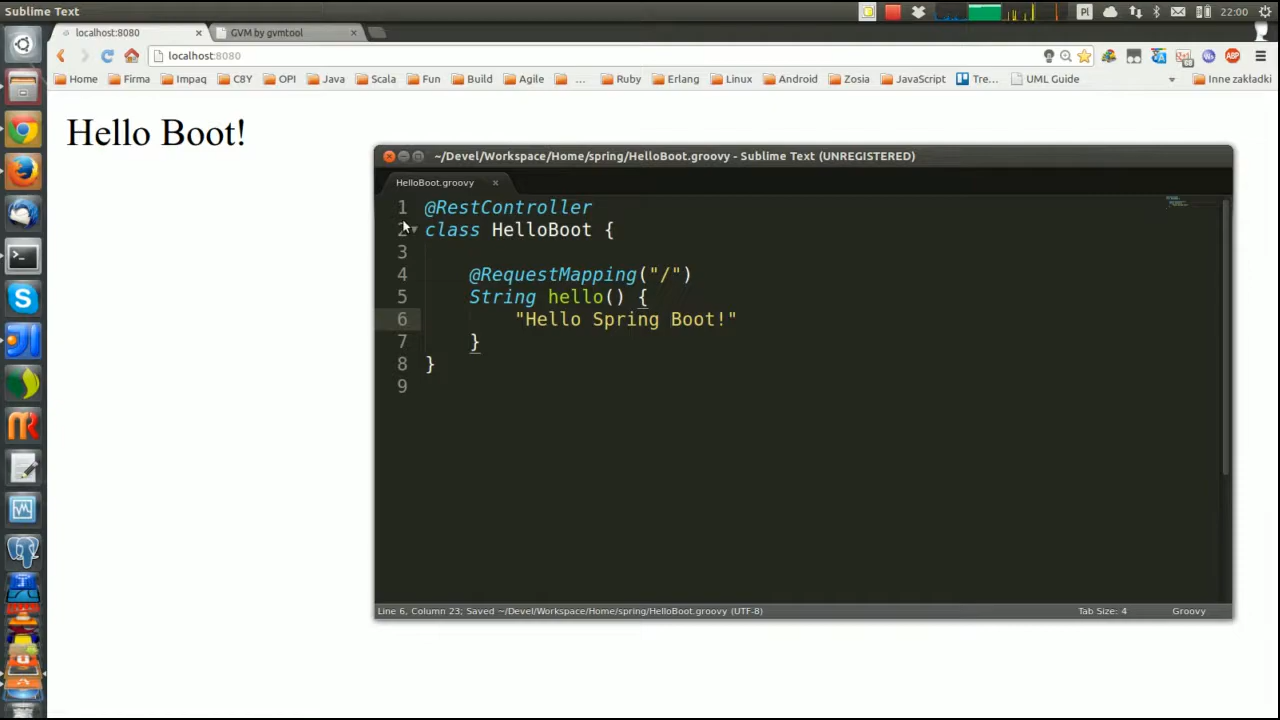 Sublime Text
Pl
22:00
localhost:8080
GVM by gvmtool
localhost:8080
ABP
Home Firma Impaq C8Y OPI Java Scala Fun Build Agile ... Ruby Erlang Linux Android Zosia JavaScript Tre... UML Guide Inne zakładki
Hello Boot!
~/Devel/Workspace/Home/spring/HelloBoot.groovy - Sublime Text (UNREGISTERED)
HelloBoot.groovy
1 @RestController
2 class HelloBoot {
3
4 @RequestMapping("/")
5 String hello() {
6 "Hello Spring Boot!"
7 }
8 }
9
Line 6, Column 23; Saved ~/Devel/Workspace/Home/spring/HelloBoot.groovy (UTF-8) Tab Size: 4 Groovy